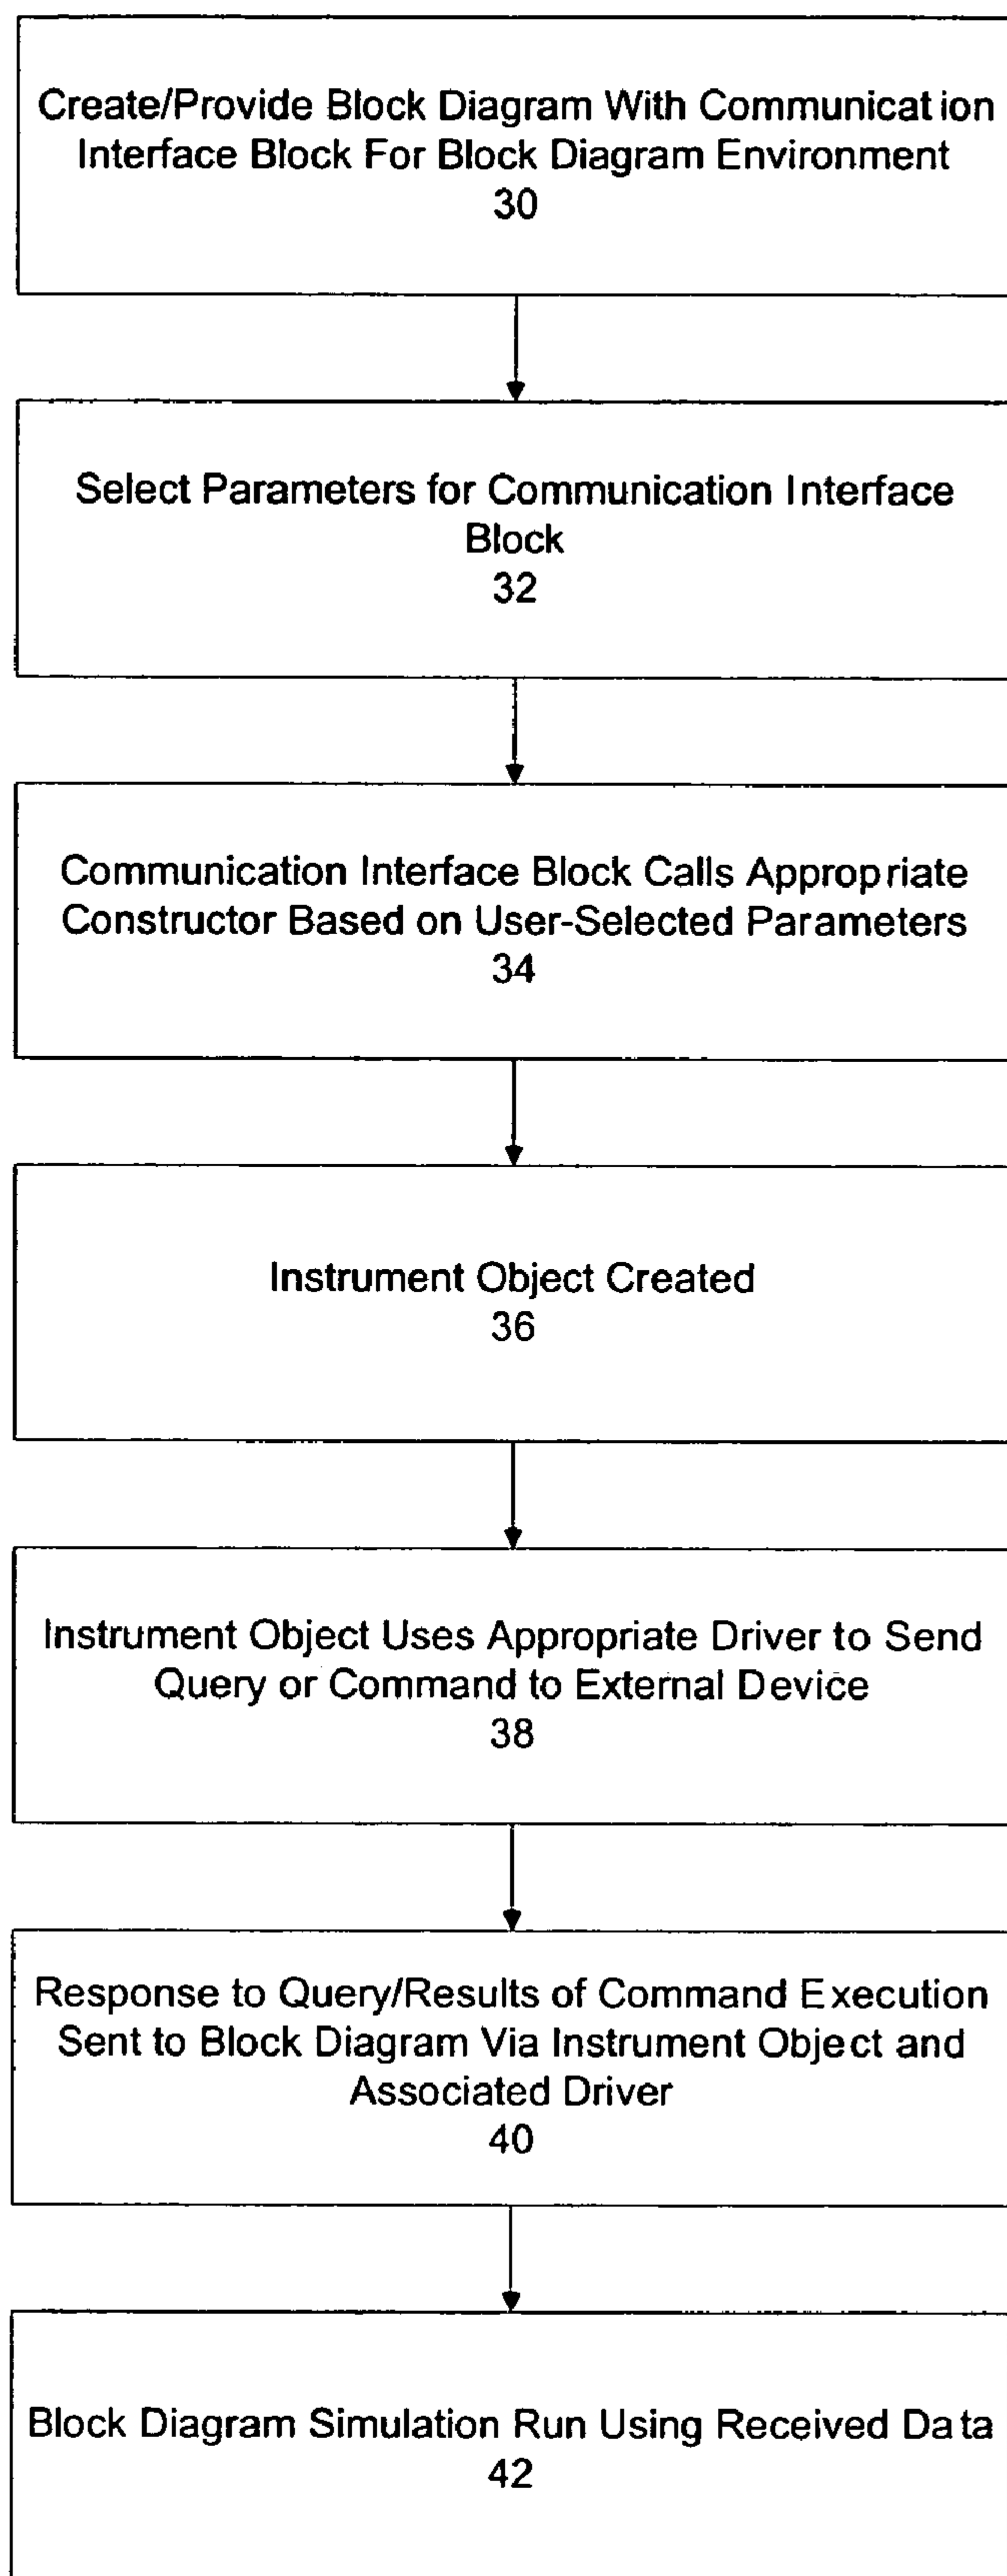 Create/Provide Block Diagram With Communication
Interface Block For Block Diagram Environment
30
Select Parameters for Communication Interface
Block
32
Communication Interface Block Calls Appropriate
Constructor Based on User-Selected Parameters
34
Instrument Object Created
36
Instrument Object Uses Appropriate Driver to Send
Query or Command to External Device
38
Response to Query/Results of Command Execution
Sent to Block Diagram Via Instrument Object and
Associated Driver
40
Block Diagram Simulation Run Using Received Data
42